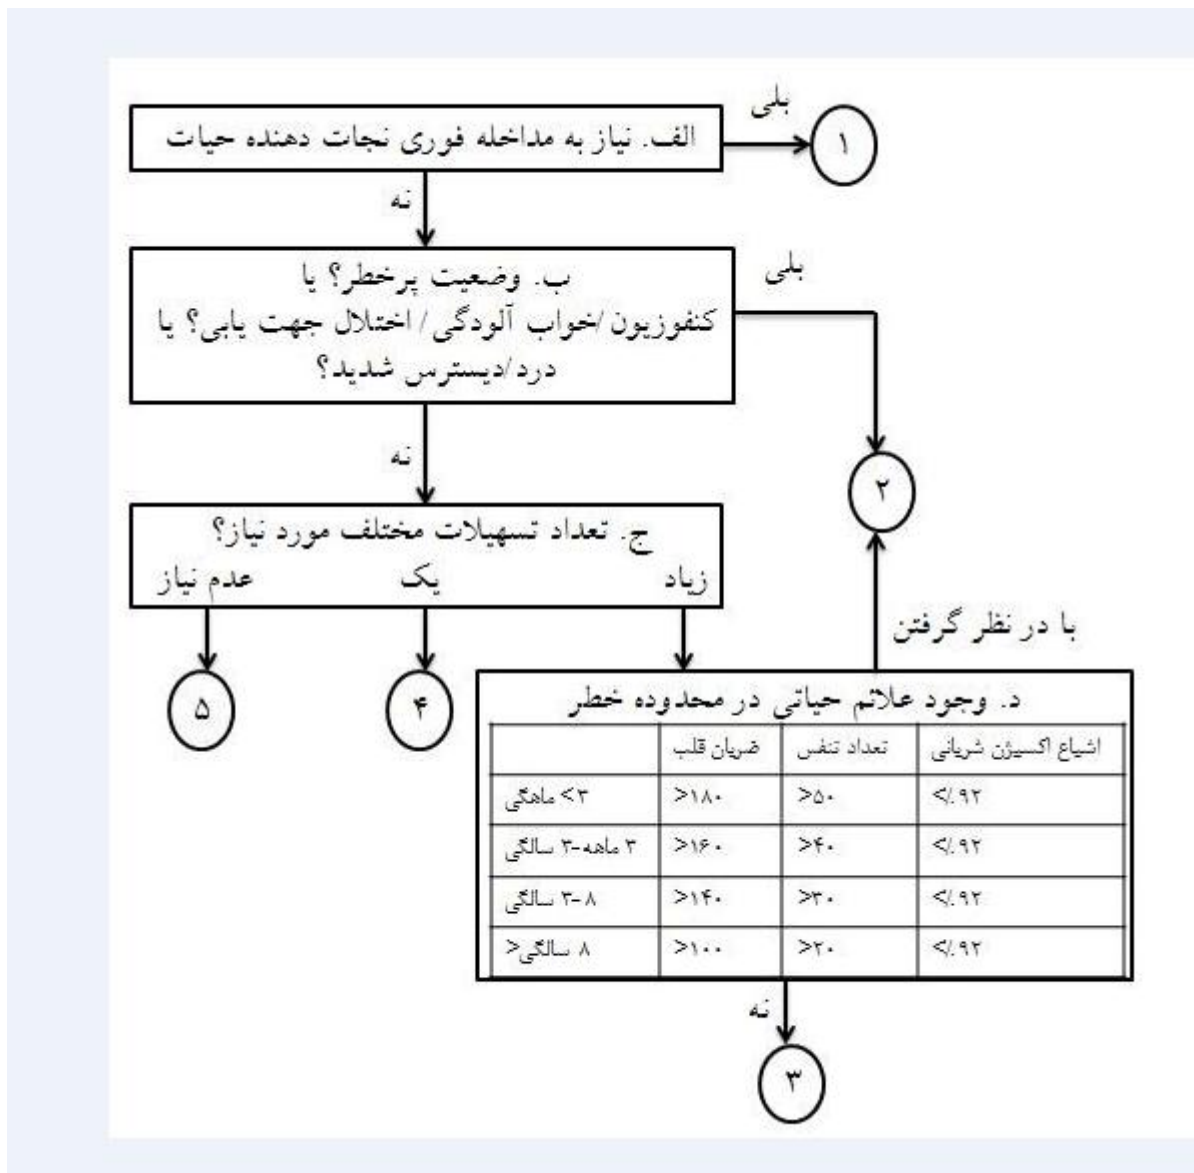 الف. نیاز به مداخله فوری نجات دهنده حیات
بلی
۱
نه
ب. وضعیت پرخطر؟ یا
کنفوزیون/خواب آلودگی/اختلال جهت یابی؟ یا
درد/دیسترس شدید؟
بلی
۲
نه
ج. تعداد تسهیلات مختلف مورد نیاز؟
زیاد یک عدم نیاز
۵
۴
با در نظر گرفتن
د. وجود علائم حیاتی در محدوده خطر
ضربان قلب تعداد تنفس اشباع اکسیژن شریانی
۳> ماهگی >۱۸۰ >۵۰ <٪۹۲
۳ ماهه-۳ سالگی >۱۶۰ >۴۰ <٪۹۲
۳-۸ سالگی >۱۴۰ >۳۰ <٪۹۲
۸ سالگی< >۱۰۰ >۲۰ <٪۹۲
نه
۳